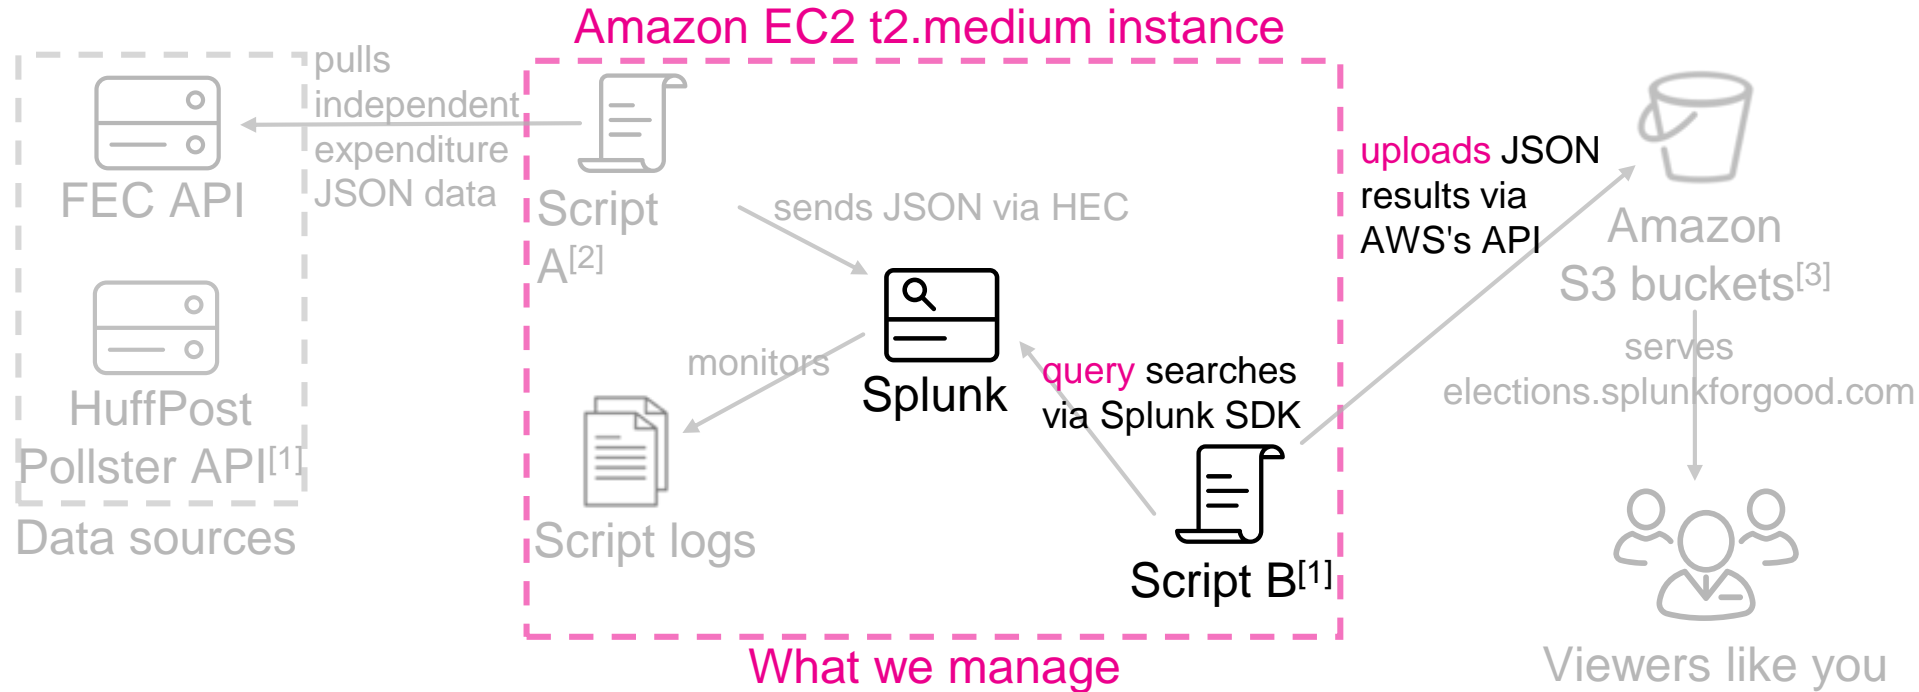 Amazon EC2 t2.medium instance
pulls
independent
expenditure
JSON data
FEC API
HuffPost
Pollster API[1]
Data sources
Script
A[2]
sends JSON via HEC
Splunk
monitors
Script logs
query searches
via Splunk SDK
Script B[1]
What we manage
uploads JSON
results via
AWS's API
Amazon
S3 buckets[3]
serves
elections.splunkforgood.com
Viewers like you